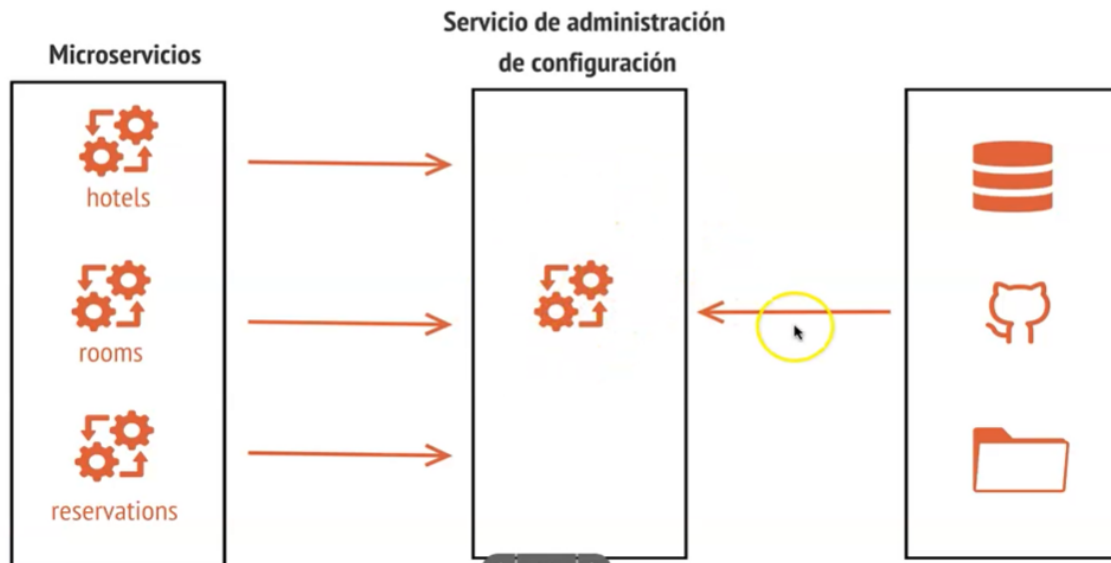 Microservicios
Servicio de administración
de configuración
hotels
rooms
reservations